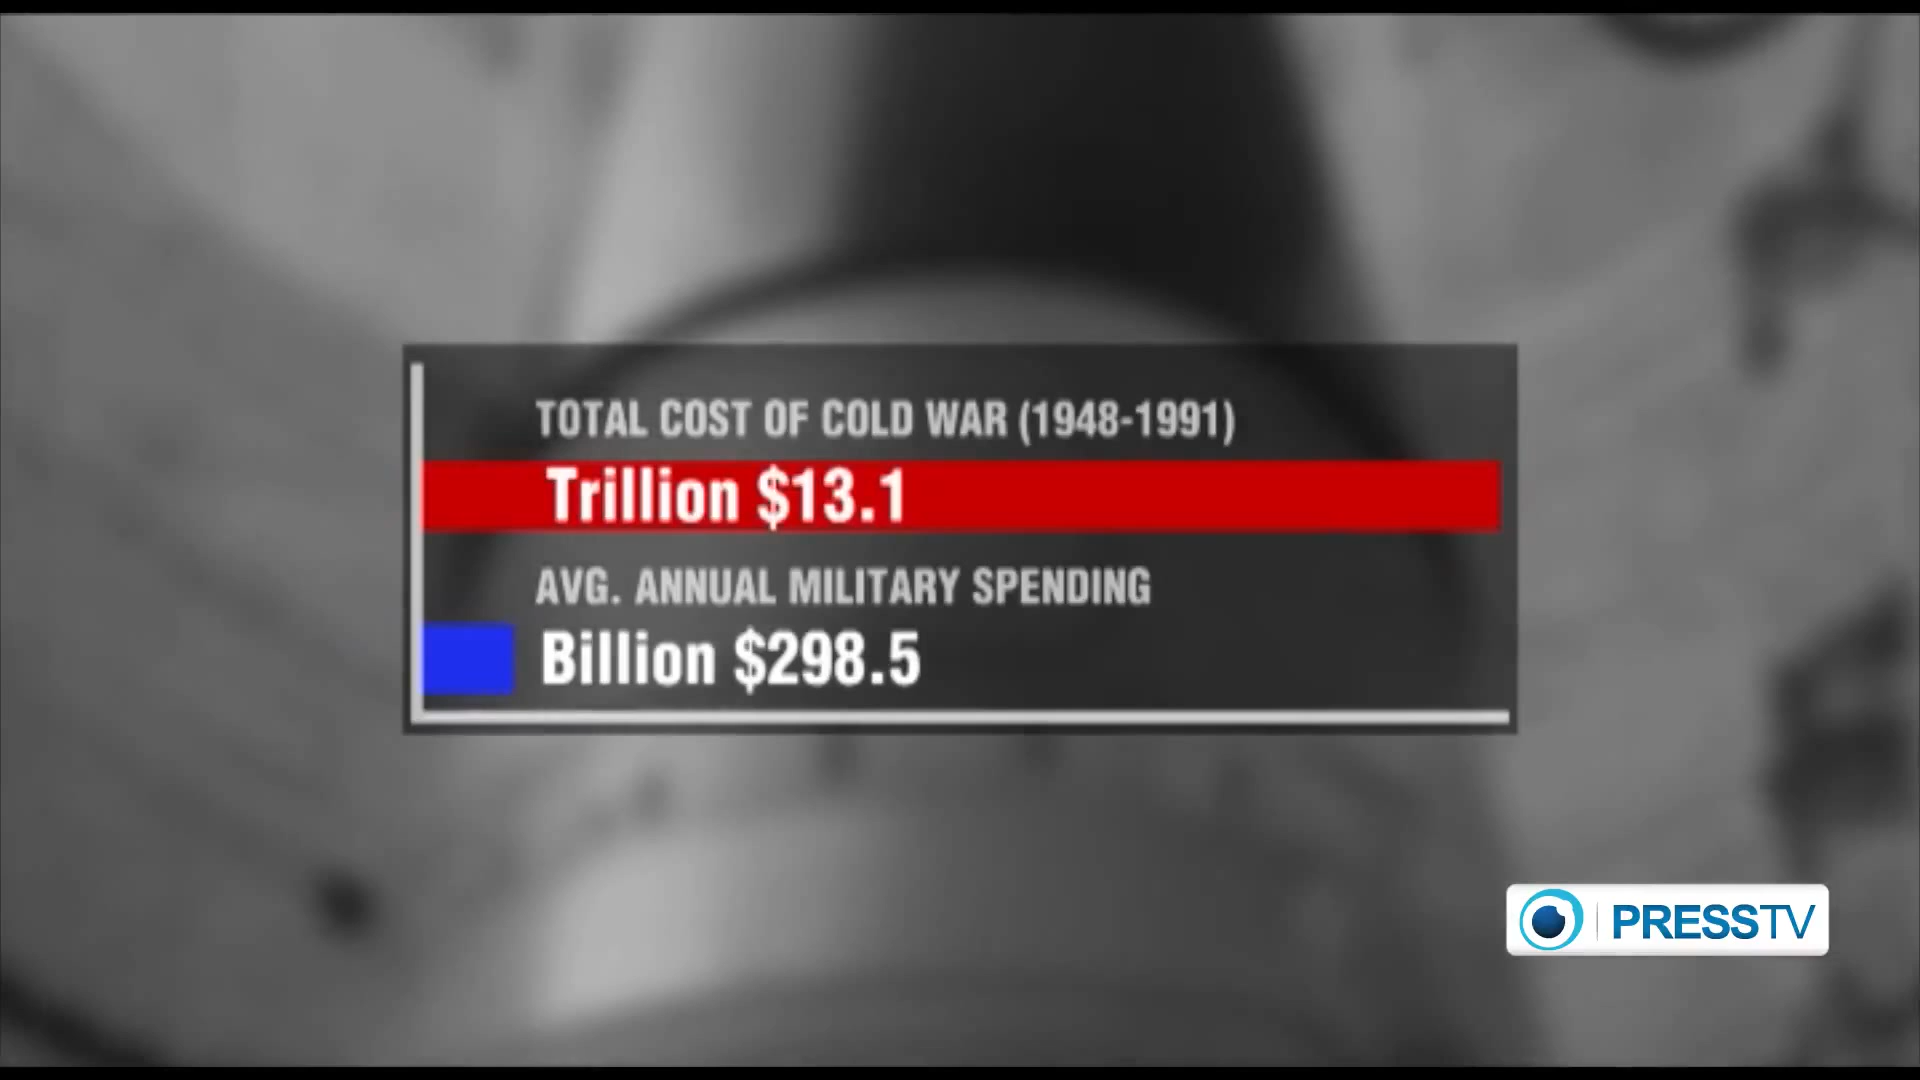 TOTAL COST OF COLD WAR (1948-1991)
Trillion $13.1
AVG. ANNUAL MILITARY SPENDING
Billion $298.5
PRESSTV